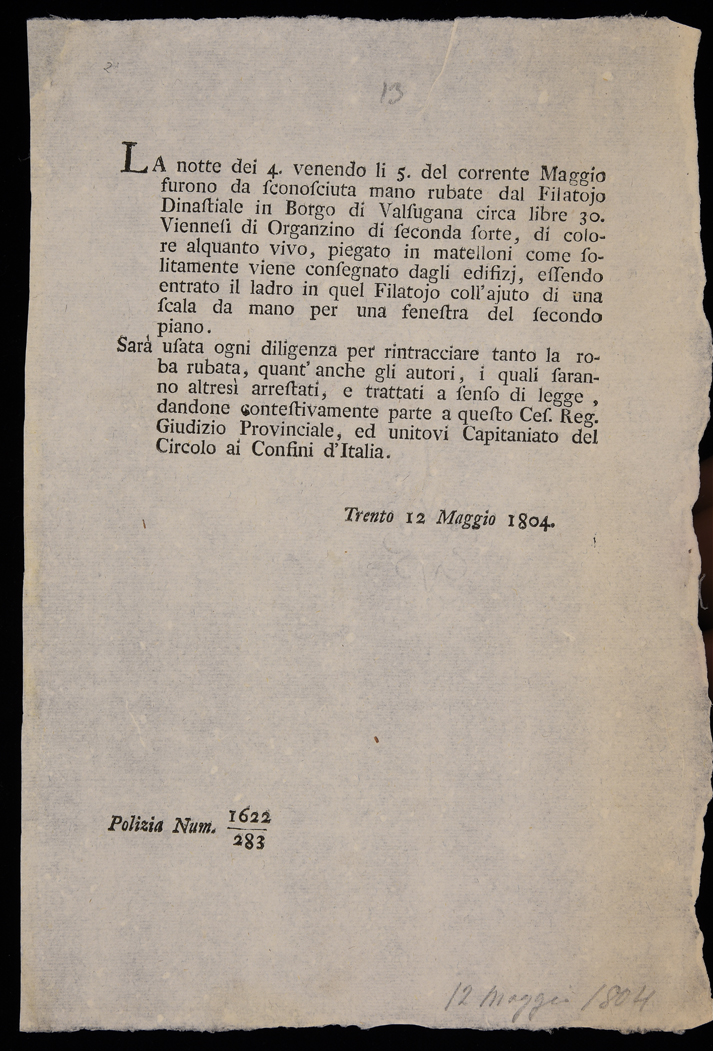 13
LA notte dei 4. venendo li 5. del corrente Maggio
furono da ſconoſciuta mano rubate dal Filatojo
Dinaſtiale in Borgo di Valſugana circa libre 30.
Vienneſi di Organzino di ſeconda ſorte, di colo-
re alquanto vivo, piegato in matelloni come ſo-
litamente viene conſegnato dagli edifizj, eſſendo
entrato il ladro in quel Filatojo coll'ajuto di una
ſcala da mano per una feneſtra del ſecondo
piano.
Sarà uſata ogni diligenza per rintracciare tanto la ro-
ba rubata, quant' anche gli autori, i quali ſaran-
no altresì arreſtati, e trattati a ſenſo di legge,
dandone conteſtivamente parte a queſto Ceſ. Reg.
Giudizio Provinciale, ed unitovi Capitaniato del
Circolo ai Confini d'Italia.
Trento 12 Maggio 1804.
Polizia Num. 1622
283
12 Maggio 1804